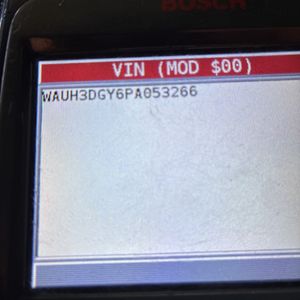 BOSCH
VIN (MOD $00)
WAUH3DGY6PA053266